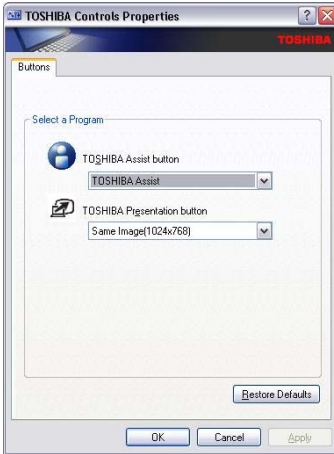 TOSHIBA Controls Properties
TOSHIBA
Buttons
Select a Program
TOSHIBA Assist button
TOSHIBA Assist
TOSHIBA Presentation button
Same Image(1024x768)
Restore Defaults
OK
Cancel
Apply